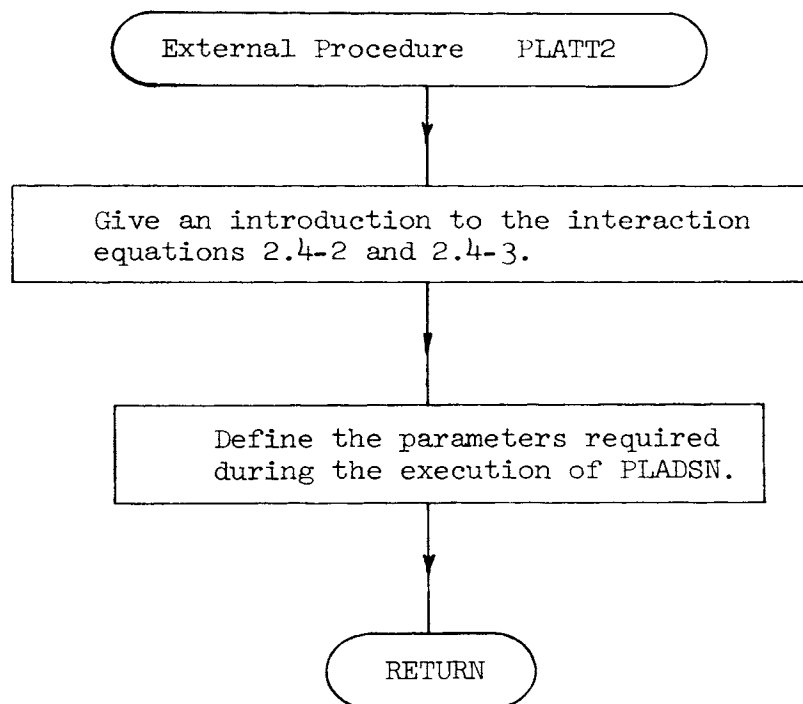 External Procedure PLATT2
Give an introduction to the interaction
equations 2.4-2 and 2.4-3.
Define the parameters required
during the execution of PLADSN.
RETURN